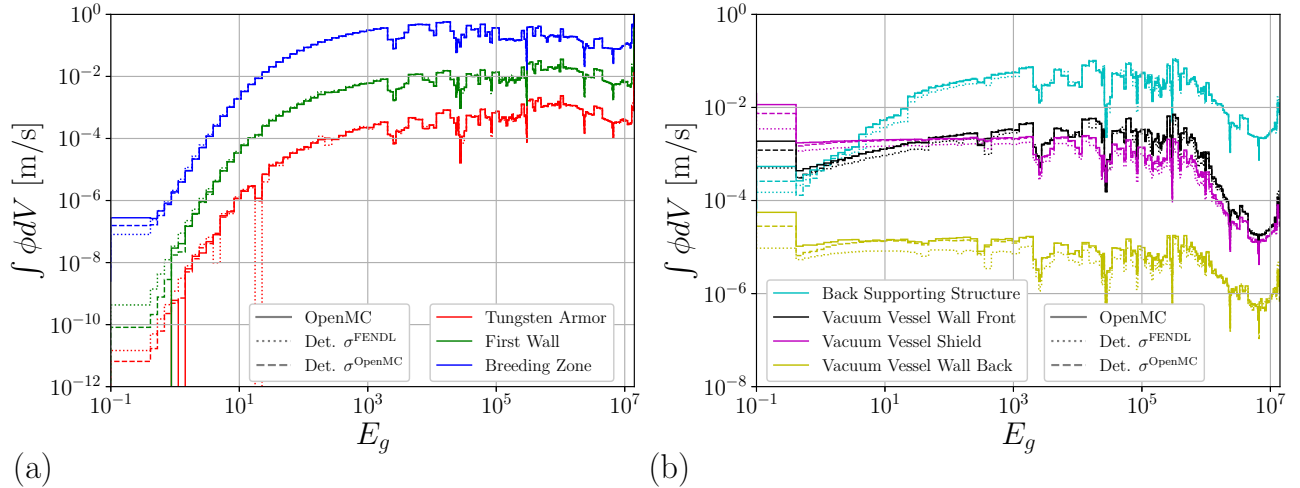 10^0
10^{-2}
10^{-4}
10^{-6}
10^{-8}
10^{-10}
10^{-12}
∫ ϕdV [m/s]
OpenMC
Det. σ^{FENDL}
Det. σ^{OpenMC}
Tungsten Armor
First Wall
Breeding Zone
10^{-1} 10^1 10^3 10^5 10^7
E_g
(a)
10^0
10^{-2}
10^{-4}
10^{-6}
10^{-8}
∫ ϕdV [m/s]
Back Supporting Structure
Vacuum Vessel Wall Front
Vacuum Vessel Shield
Vacuum Vessel Wall Back
OpenMC
Det. σ^{FENDL}
Det. σ^{OpenMC}
10^{-1} 10^1 10^3 10^5 10^7
E_g
(b)